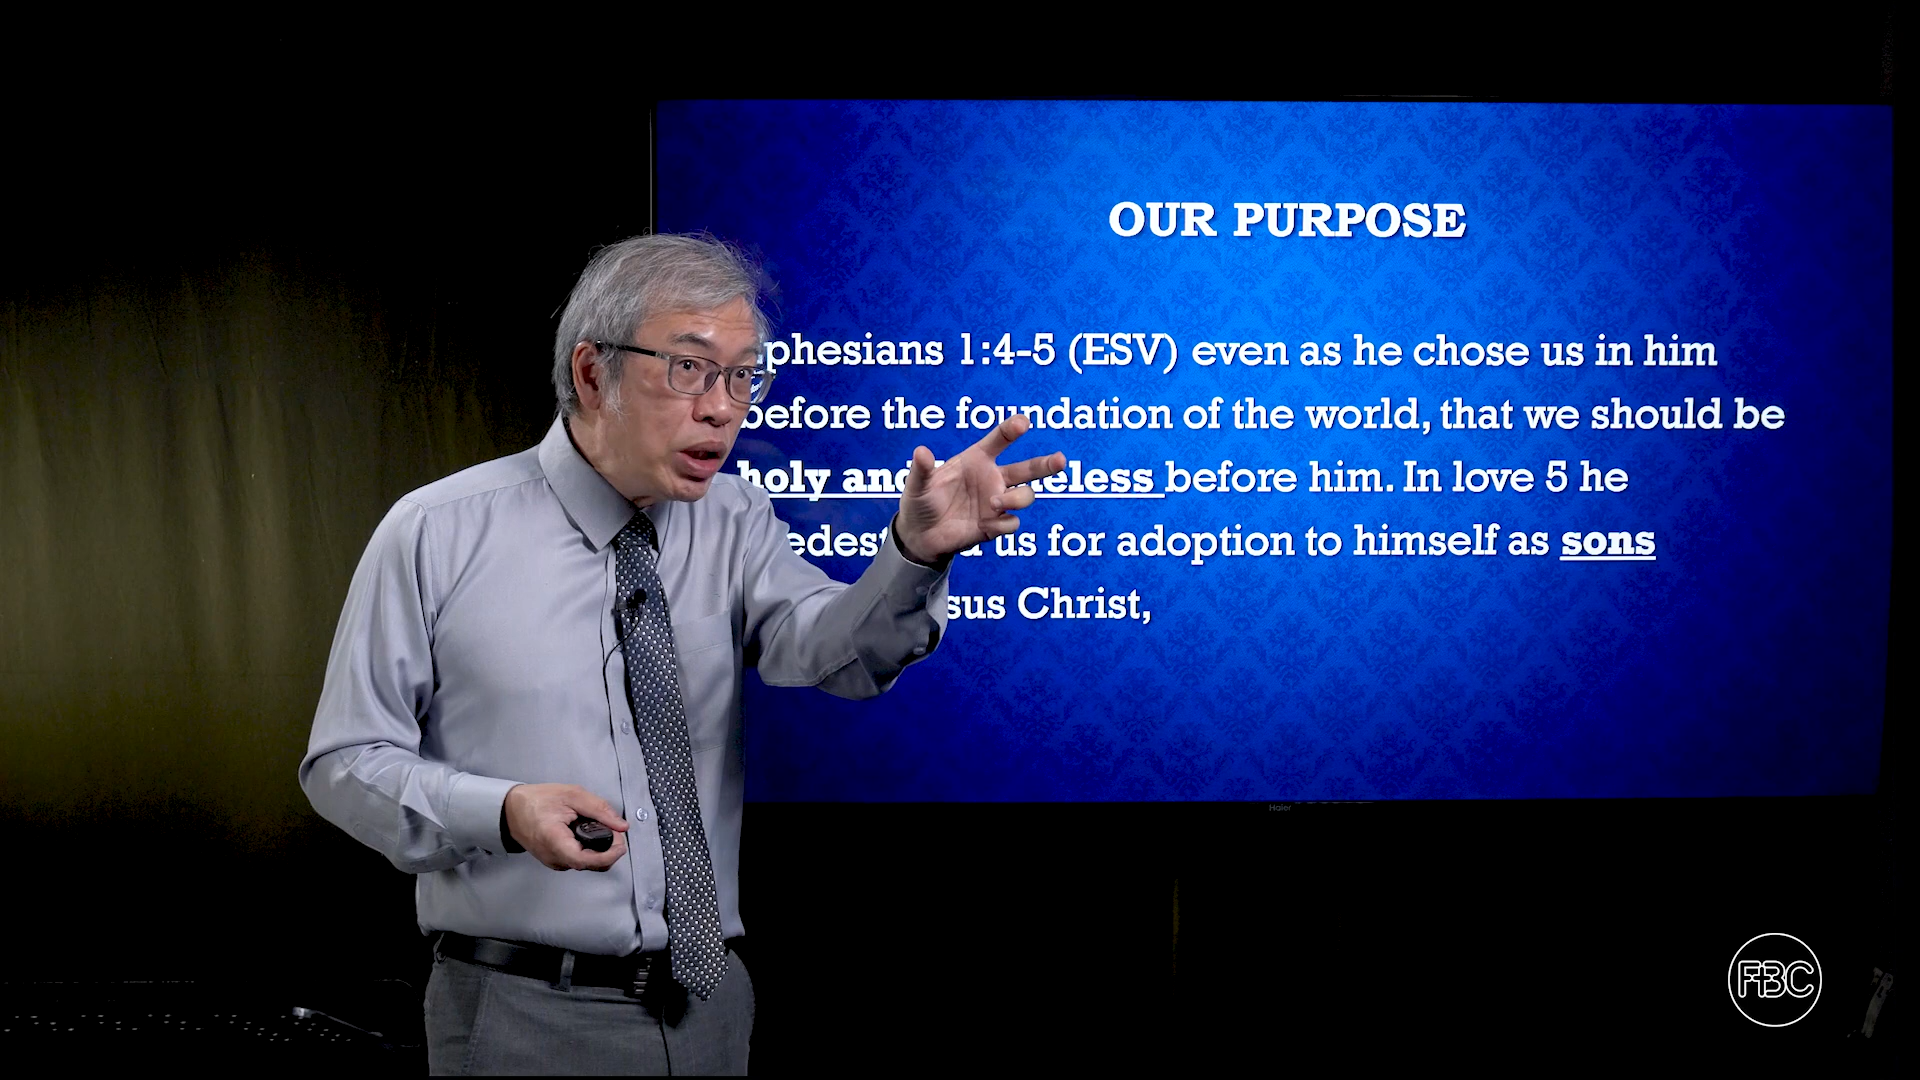 OUR PURPOSE
phesians 1:4-5 (ESV) even as he chose us in him
before the foundation of the world, that we should be
holy and eless before him. In love 5 he
us for adoption to himself as sons
sus Christ,
Haier
FBC